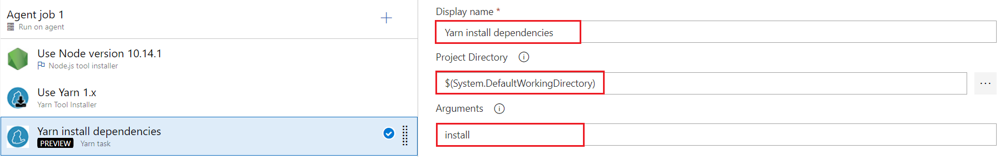 Agent job 1
Run on agent
Use Node version 10.14.1
Node.js tool installer
Use Yarn 1.x
Yarn Tool Installer
Yarn install dependencies
PREVIEW Yarn task
Display name *
Yarn install dependencies
Project Directory
$(System.DefaultWorkingDirectory)
Arguments
install